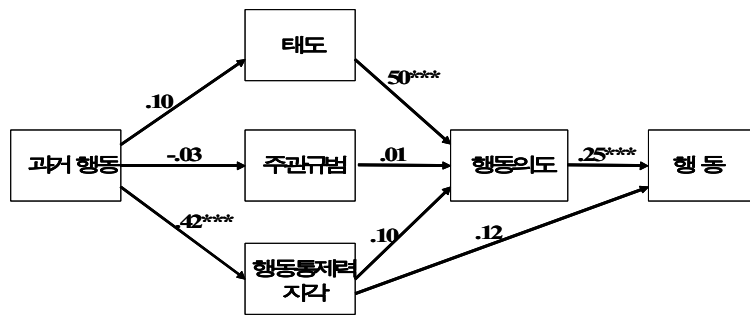 태도
.10
50***
과거 행동
-.03
주관규범
.01
행동의도
.25***
행 동
.42***
.10
.12
행동통제력
지각